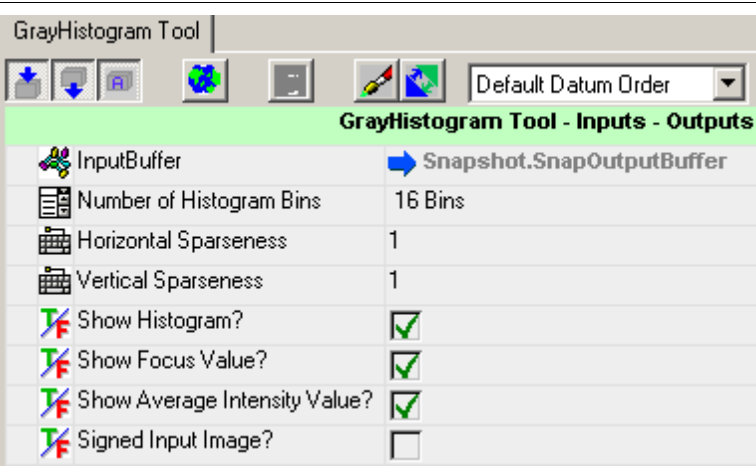 GrayHistogram Tool
A
Default Datum Order
GrayHistogram Tool - Inputs - Outputs
InputBuffer Snapshot.SnapOutputBuffer
Number of Histogram Bins 16 Bins
Horizontal Sparseness 1
Vertical Sparseness 1
T/F Show Histogram?
T/F Show Focus Value?
T/F Show Average Intensity Value?
T/F Signed Input Image?